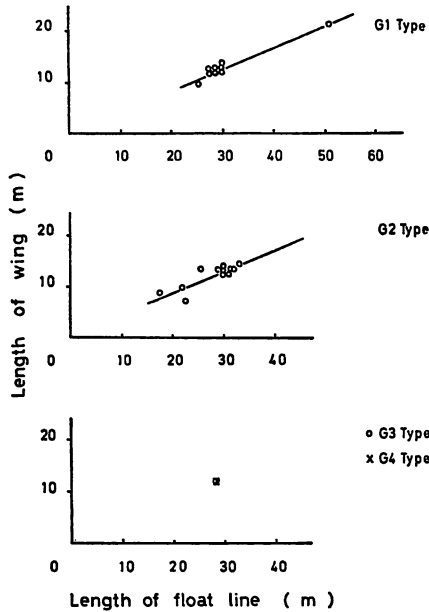 20
G1 Type
10
0 10 20 30 40 50 60
Length of wing (m)
G2 Type
20
10
0 10 20 30 40
o G3 Type
20
x G4 Type
10
0 10 20 30 40
Length of float line (m)